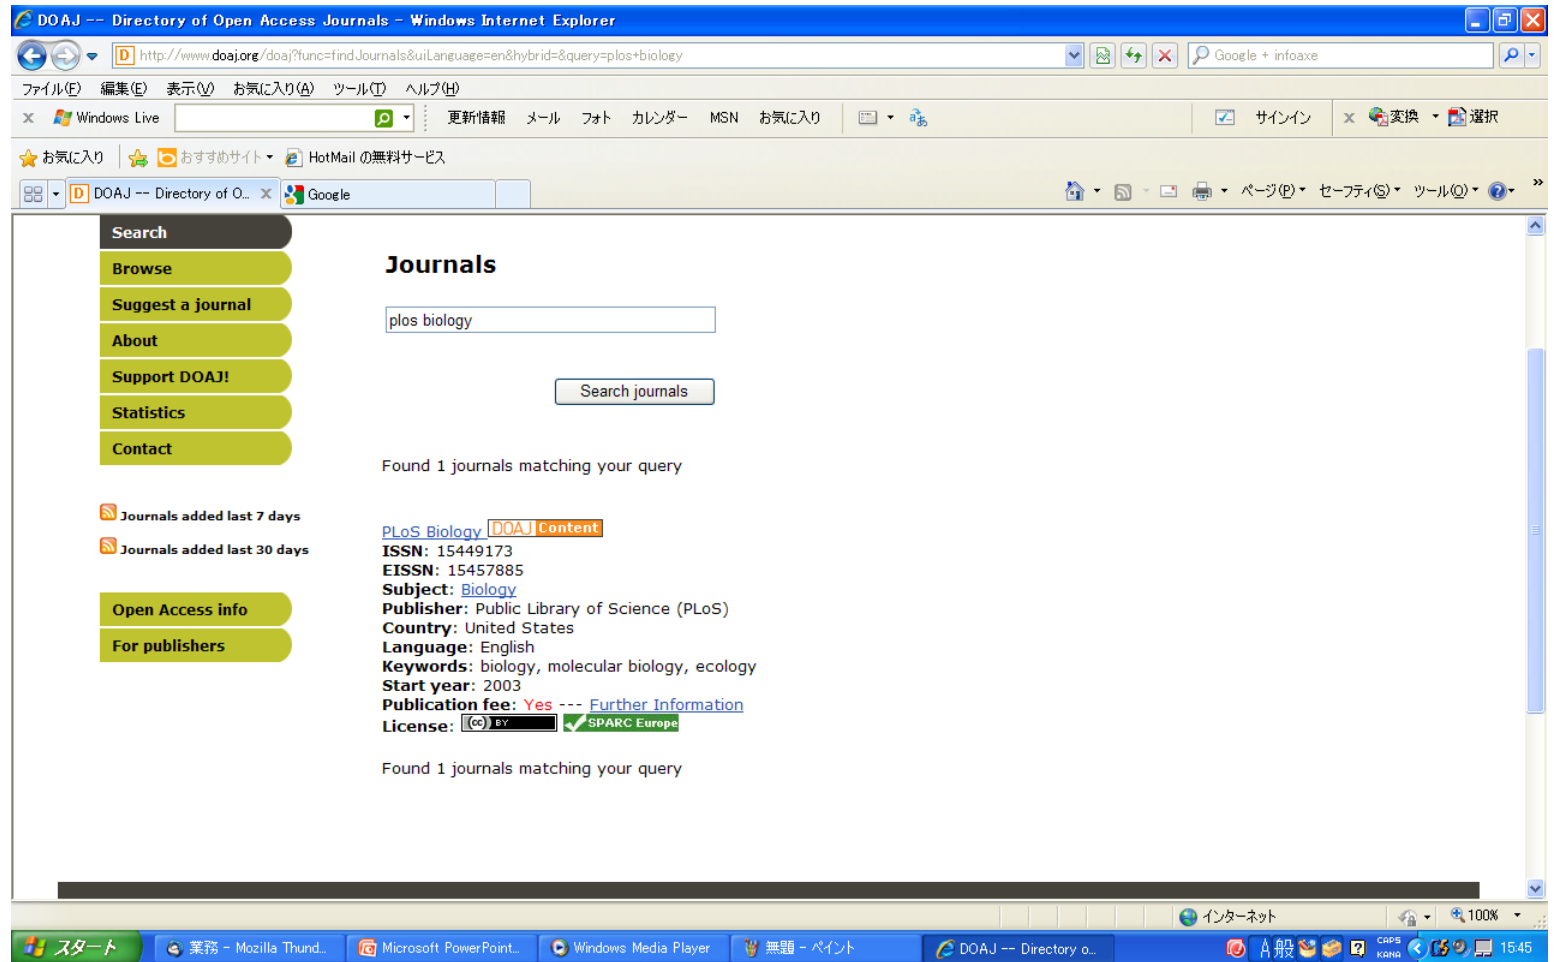 DOAJ -- Directory of Open Access Journals - Windows Internet Explorer
http://www.doaj.org/doaj?func=findJournals&uiLanguage=en&hybrid=&query=plos+biology
Google + infoaxe
ファイル(F) 編集(E) 表示(V) お気に入り(A) ツール(T) ヘルプ(H)
Windows Live 更新情報 メール フォト カレンダー MSN お気に入り サインイン 変換 選択
お気に入り おすすめサイト HotMail の無料サービス
DOAJ -- Directory of O... Google ページ(P) セーフティ(S) ツール(O)
Search
Browse
Suggest a journal
About
Support DOAJ!
Statistics
Contact
Journals added last 7 days
Journals added last 30 days
Open Access info
For publishers
Journals
plos biology
Search journals
Found 1 journals matching your query
PLoS Biology DOAJ Content
ISSN: 15449173
EISSN: 15457885
Subject: Biology
Publisher: Public Library of Science (PLoS)
Country: United States
Language: English
Keywords: biology, molecular biology, ecology
Start year: 2003
Publication fee: Yes --- Further Information
License: (cc) BY SPARC Europe
Found 1 journals matching your query
インターネット 100%
スタート 業務 - Mozilla Thund... Microsoft PowerPoint... Windows Media Player 無題 - ペイント DOAJ -- Directory o... A 般 CAPS KANA 15:45